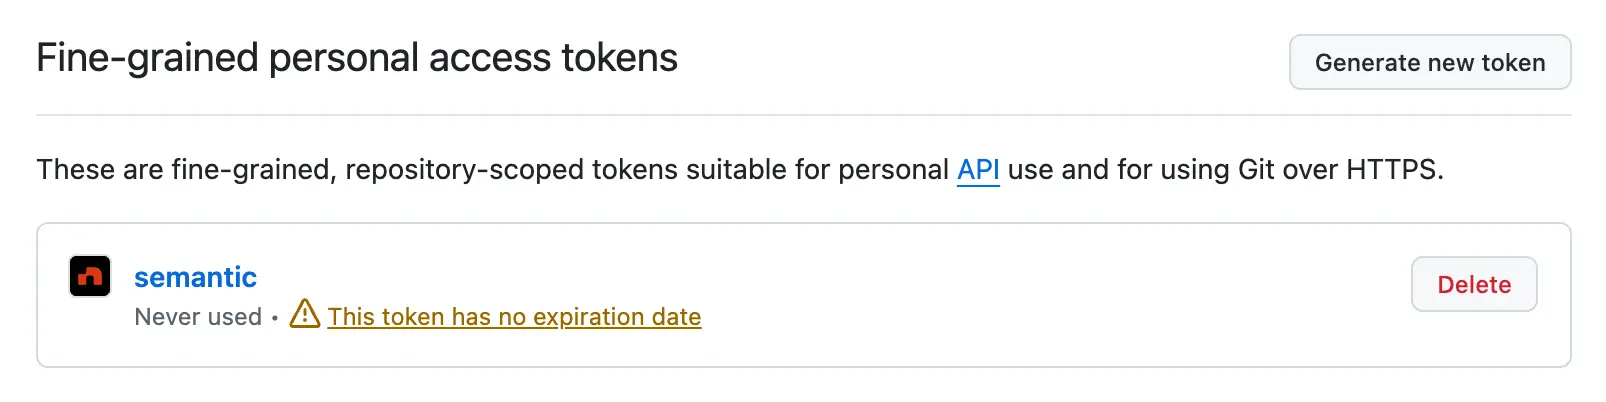 Fine-grained personal access tokens
Generate new token
These are fine-grained, repository-scoped tokens suitable for personal API use and for using Git over HTTPS.
semantic
Never used • This token has no expiration date
Delete